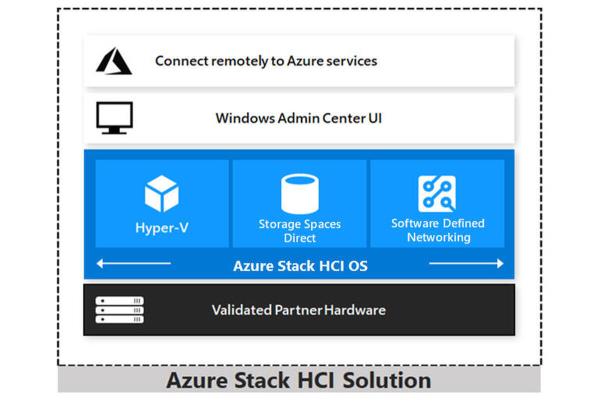 Connect remotely to Azure services
Windows Admin Center UI
Hyper-V
Storage Spaces
Direct
Software Defined
Networking
Azure Stack HCI OS
Validated Partner Hardware
Azure Stack HCI Solution